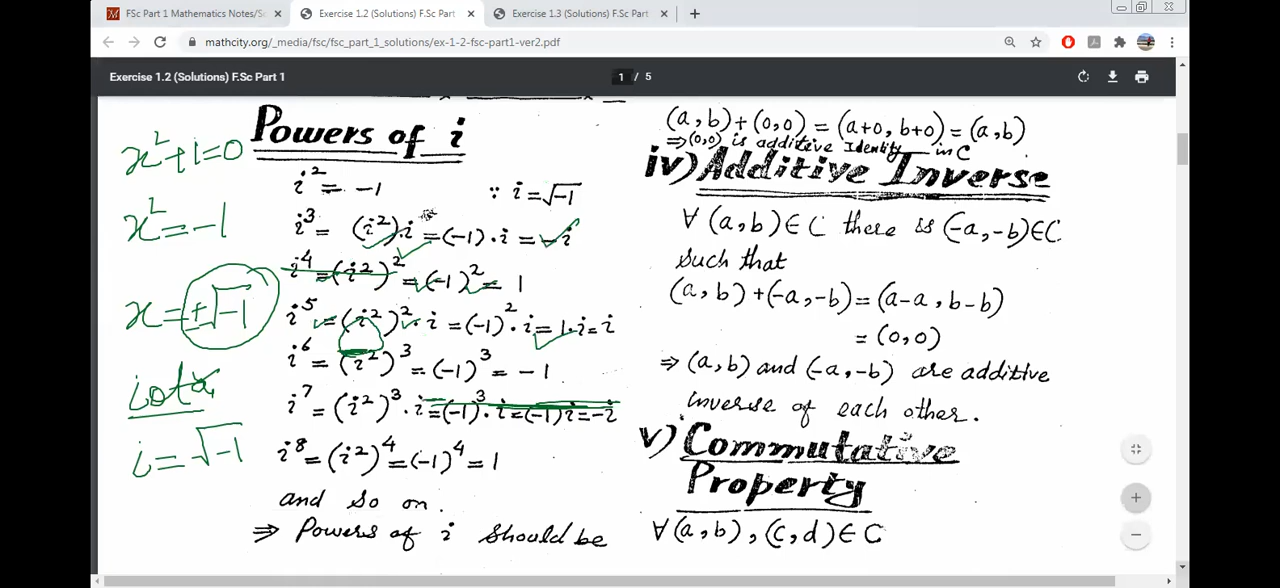 FSc Part 1 Mathematics Notes/So
Exercise 1.2 (Solutions) F.Sc Part
Exercise 1.3 (Solutions) F.Sc Part
mathcity.org/_media/fsc/fsc_part_1_solutions/ex-1-2-fsc-part1-ver2.pdf
Exercise 1.2 (Solutions) F.Sc Part 1
1 / 5
x²+1=0
x²=-1
x=±√-1
iota
i=√-1
Powers of i
i² = -1 ∵ i=√-1
i³ = (i²)·i =(-1)·i = -i
i⁴ =(i²)² =(-1)² = 1
i⁵ =(i²)²·i =(-1)²·i = 1·i = i
i⁶ = (i²)³ =(-1)³ = -1
i⁷ = (i²)³·i =(-1)³·i =(-1)i = -i
i⁸ =(i²)⁴ =(-1)⁴ = 1
and so on.
⇒ Powers of i should be
(a,b)+(0,0) = (a+0, b+0) = (a,b)
⇒(0,0) is additive Identity in C
iv) Additive Inverse
∀ (a,b)∈C there is (-a,-b)∈C
such that
(a,b)+(-a,-b)=(a-a, b-b)
= (0,0)
⇒ (a,b) and (-a,-b) are additive
inverse of each other.
v) Commutative
Property
∀(a,b),(c,d)∈C